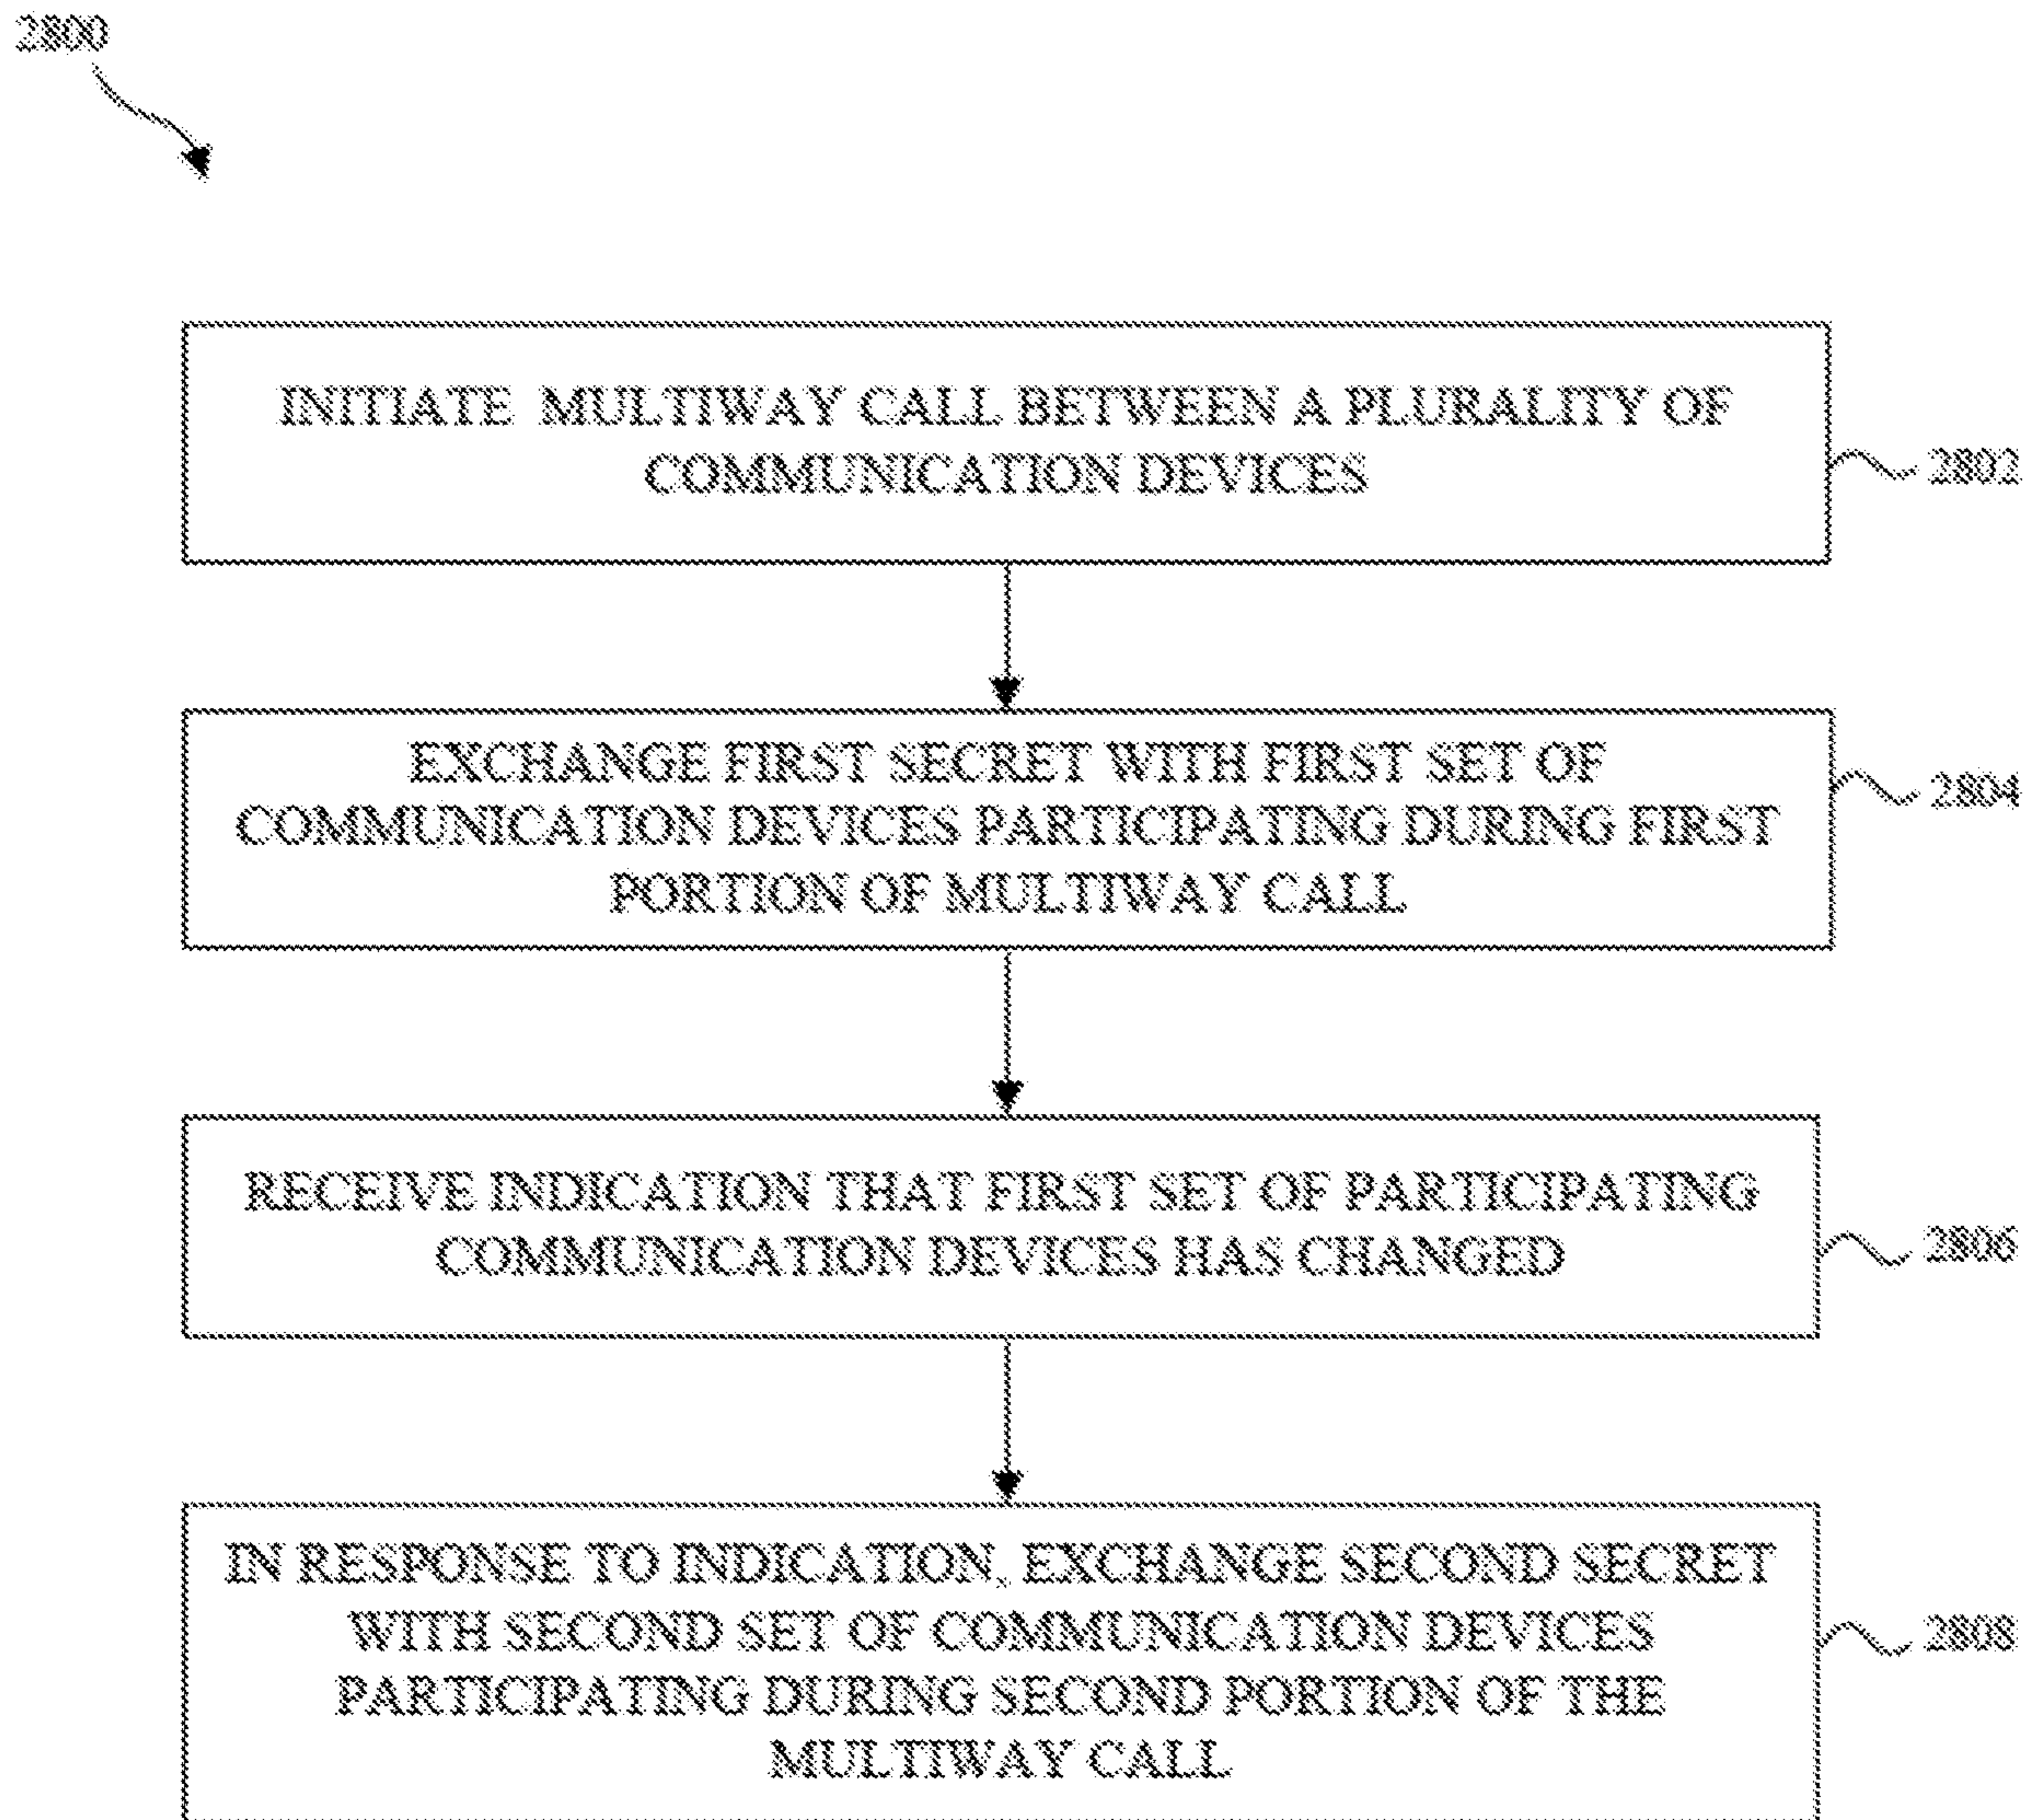 2800
INITIATE MULTIWAY CALL BETWEEN A PLURALITY OF
COMMUNICATION DEVICES
2802
EXCHANGE FIRST SECRET WITH FIRST SET OF
COMMUNICATION DEVICES PARTICIPATING DURING FIRST
PORTION OF MULTIWAY CALL
2804
RECEIVE INDICATION THAT FIRST SET OF PARTICIPATING
COMMUNICATION DEVICES HAS CHANGED
2806
IN RESPONSE TO INDICATION, EXCHANGE SECOND SECRET
WITH SECOND SET OF COMMUNICATION DEVICES
PARTICIPATING DURING SECOND PORTION OF THE
MULTIWAY CALL
2808